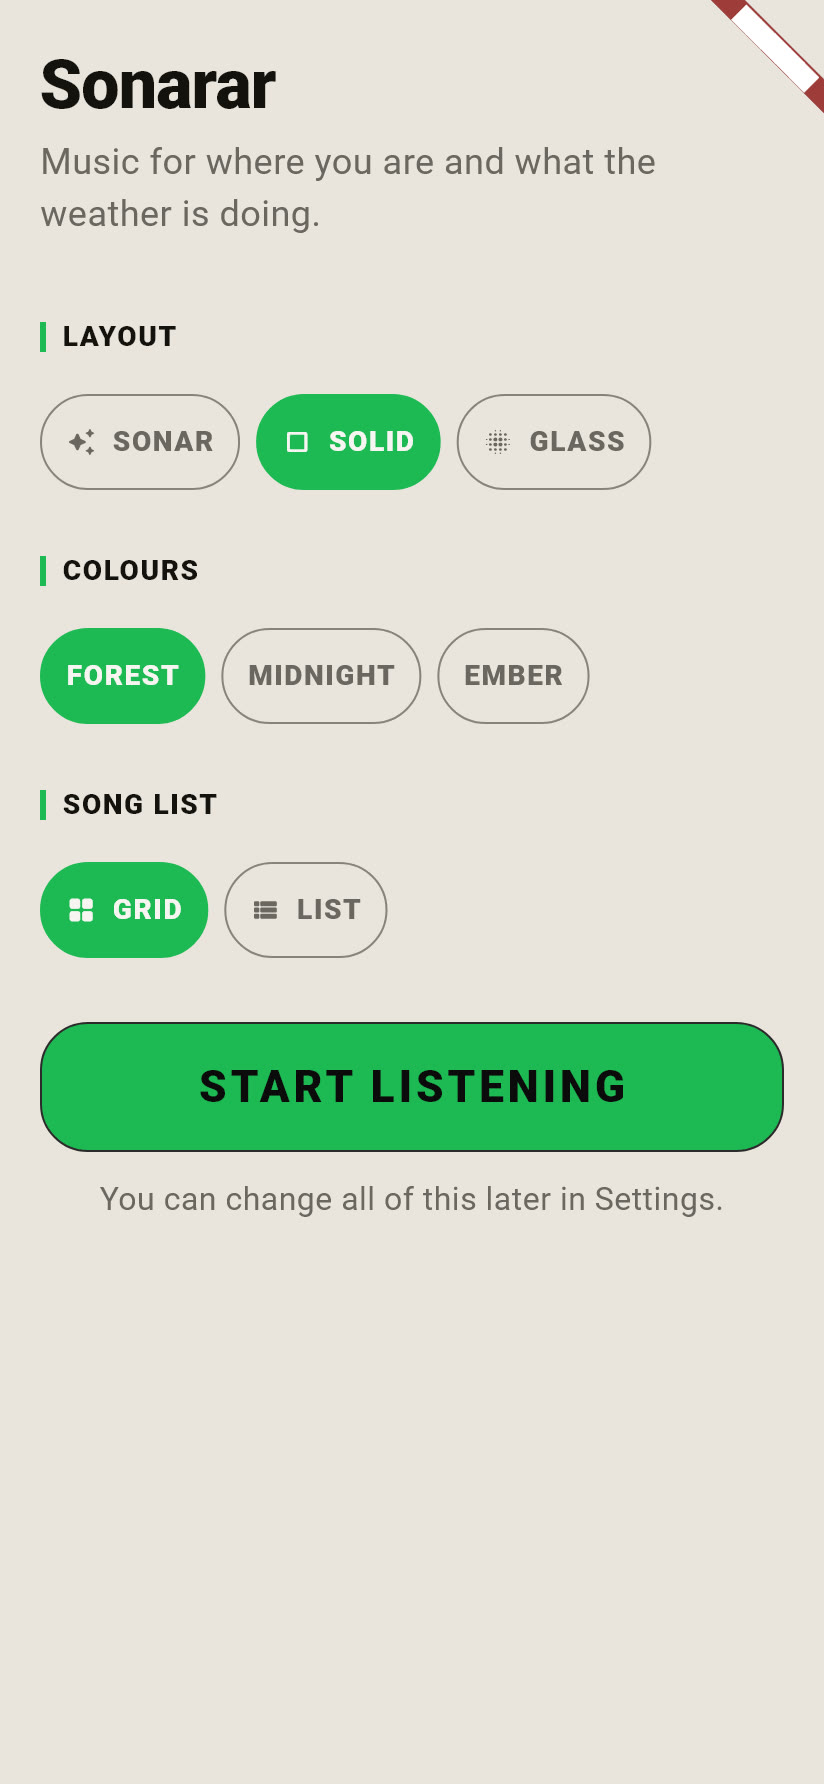 Sonarar
Music for where you are and what the
weather is doing.
LAYOUT
SONAR
SOLID
GLASS
COLOURS
FOREST
MIDNIGHT
EMBER
SONG LIST
GRID
LIST
START LISTENING
You can change all of this later in Settings.